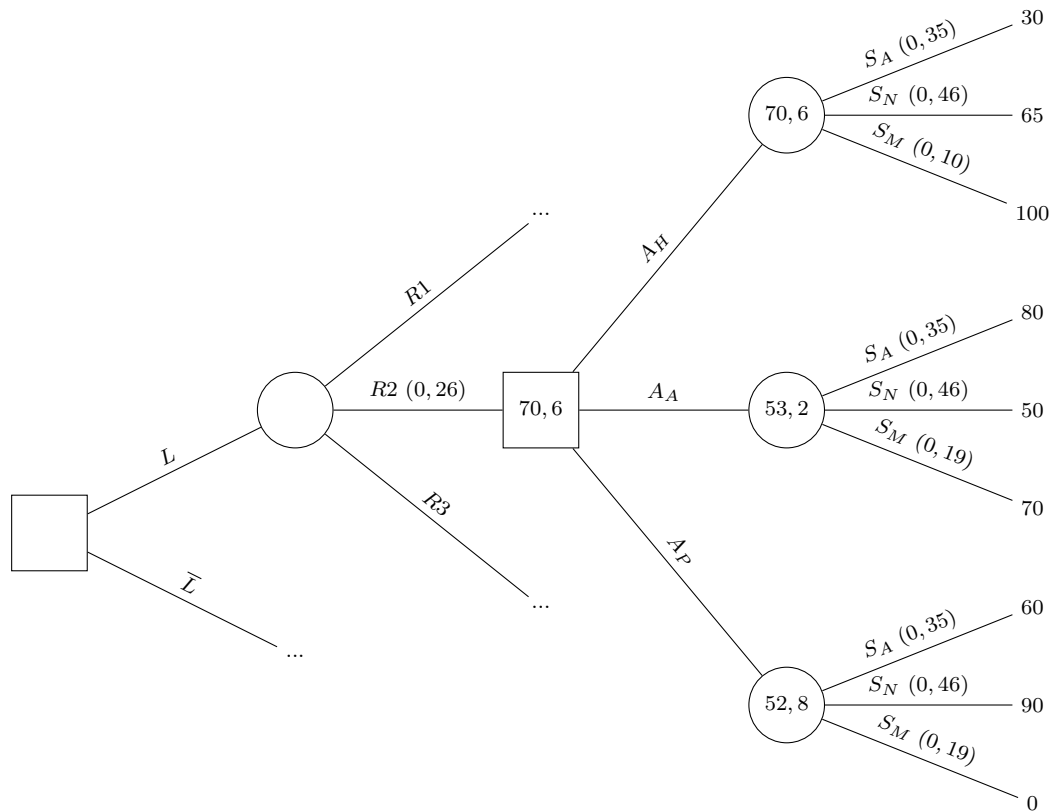 S_A (0, 35) 30
S_N (0, 46) 65
S_M (0, 10) 100
70, 6
A_H
...
R1
R2 (0, 26)
70, 6
A_A
S_A (0, 35) 80
53, 2
S_N (0, 46) 50
S_M (0, 19) 70
L
R3
A_P
L̅
...
...
S_A (0, 35) 60
52, 8
S_N (0, 46) 90
S_M (0, 19) 0